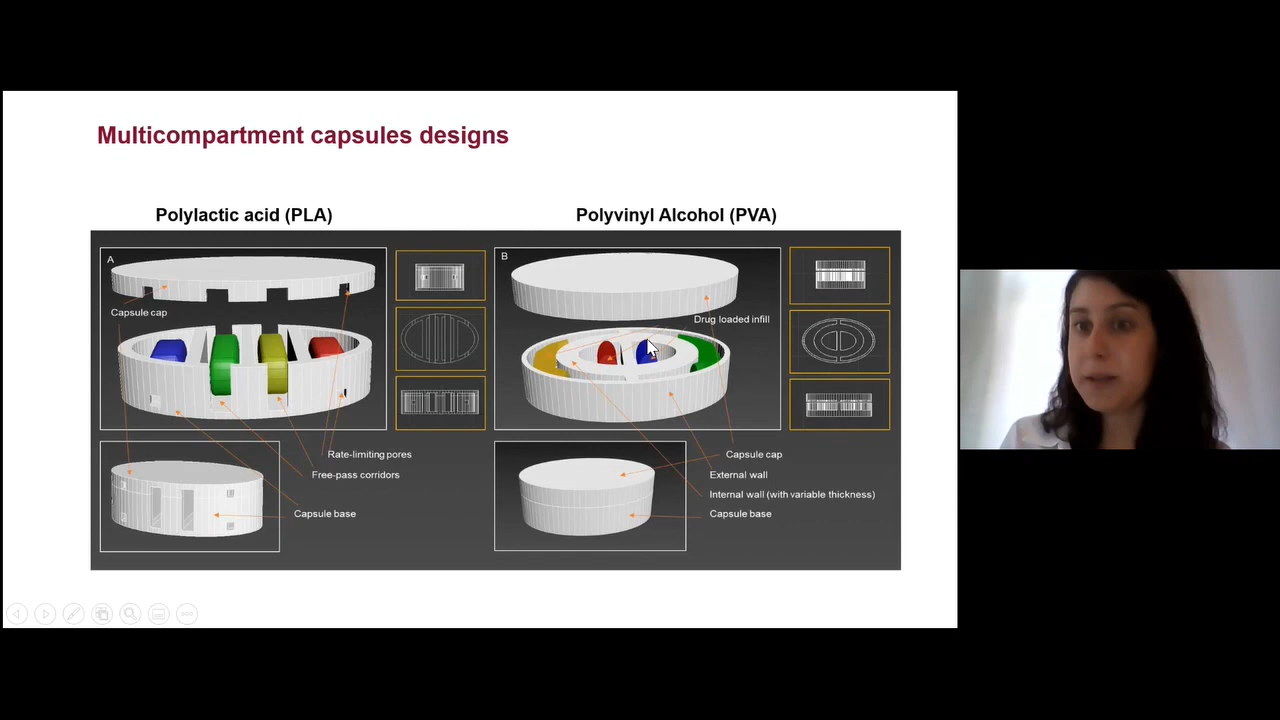 Multicompartment capsules designs
Polylactic acid (PLA)
Polyvinyl Alcohol (PVA)
A
Capsule cap
Rate-limiting pores
Free-pass corridors
Capsule base
B
Drug loaded infill
Capsule cap
External wall
Internal wall (with variable thickness)
Capsule base